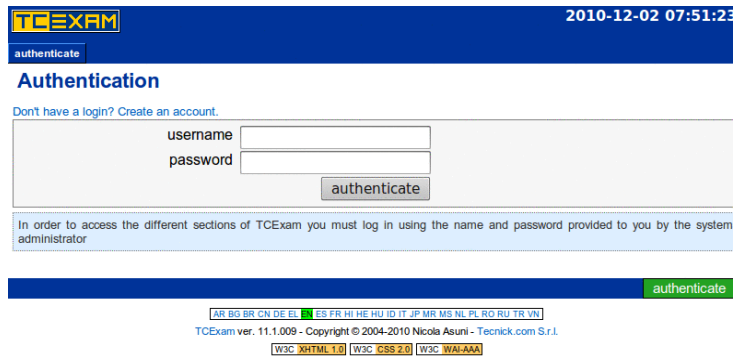 TCEXAM 2010-12-02 07:51:23
authenticate
Authentication
Don't have a login? Create an account.
username
password
authenticate
In order to access the different sections of TCExam you must log in using the name and password provided to you by the system
administrator
authenticate
AR BG BR CN DE EL EN ES FR HI HE HU ID IT JP MR MS NL PL RO RU TR VN
TCExam ver. 11.1.009 - Copyright © 2004-2010 Nicola Asuni - Tecnick.com S.r.l.
W3C XHTML 1.0 W3C CSS 2.0 W3C WAI-AAA